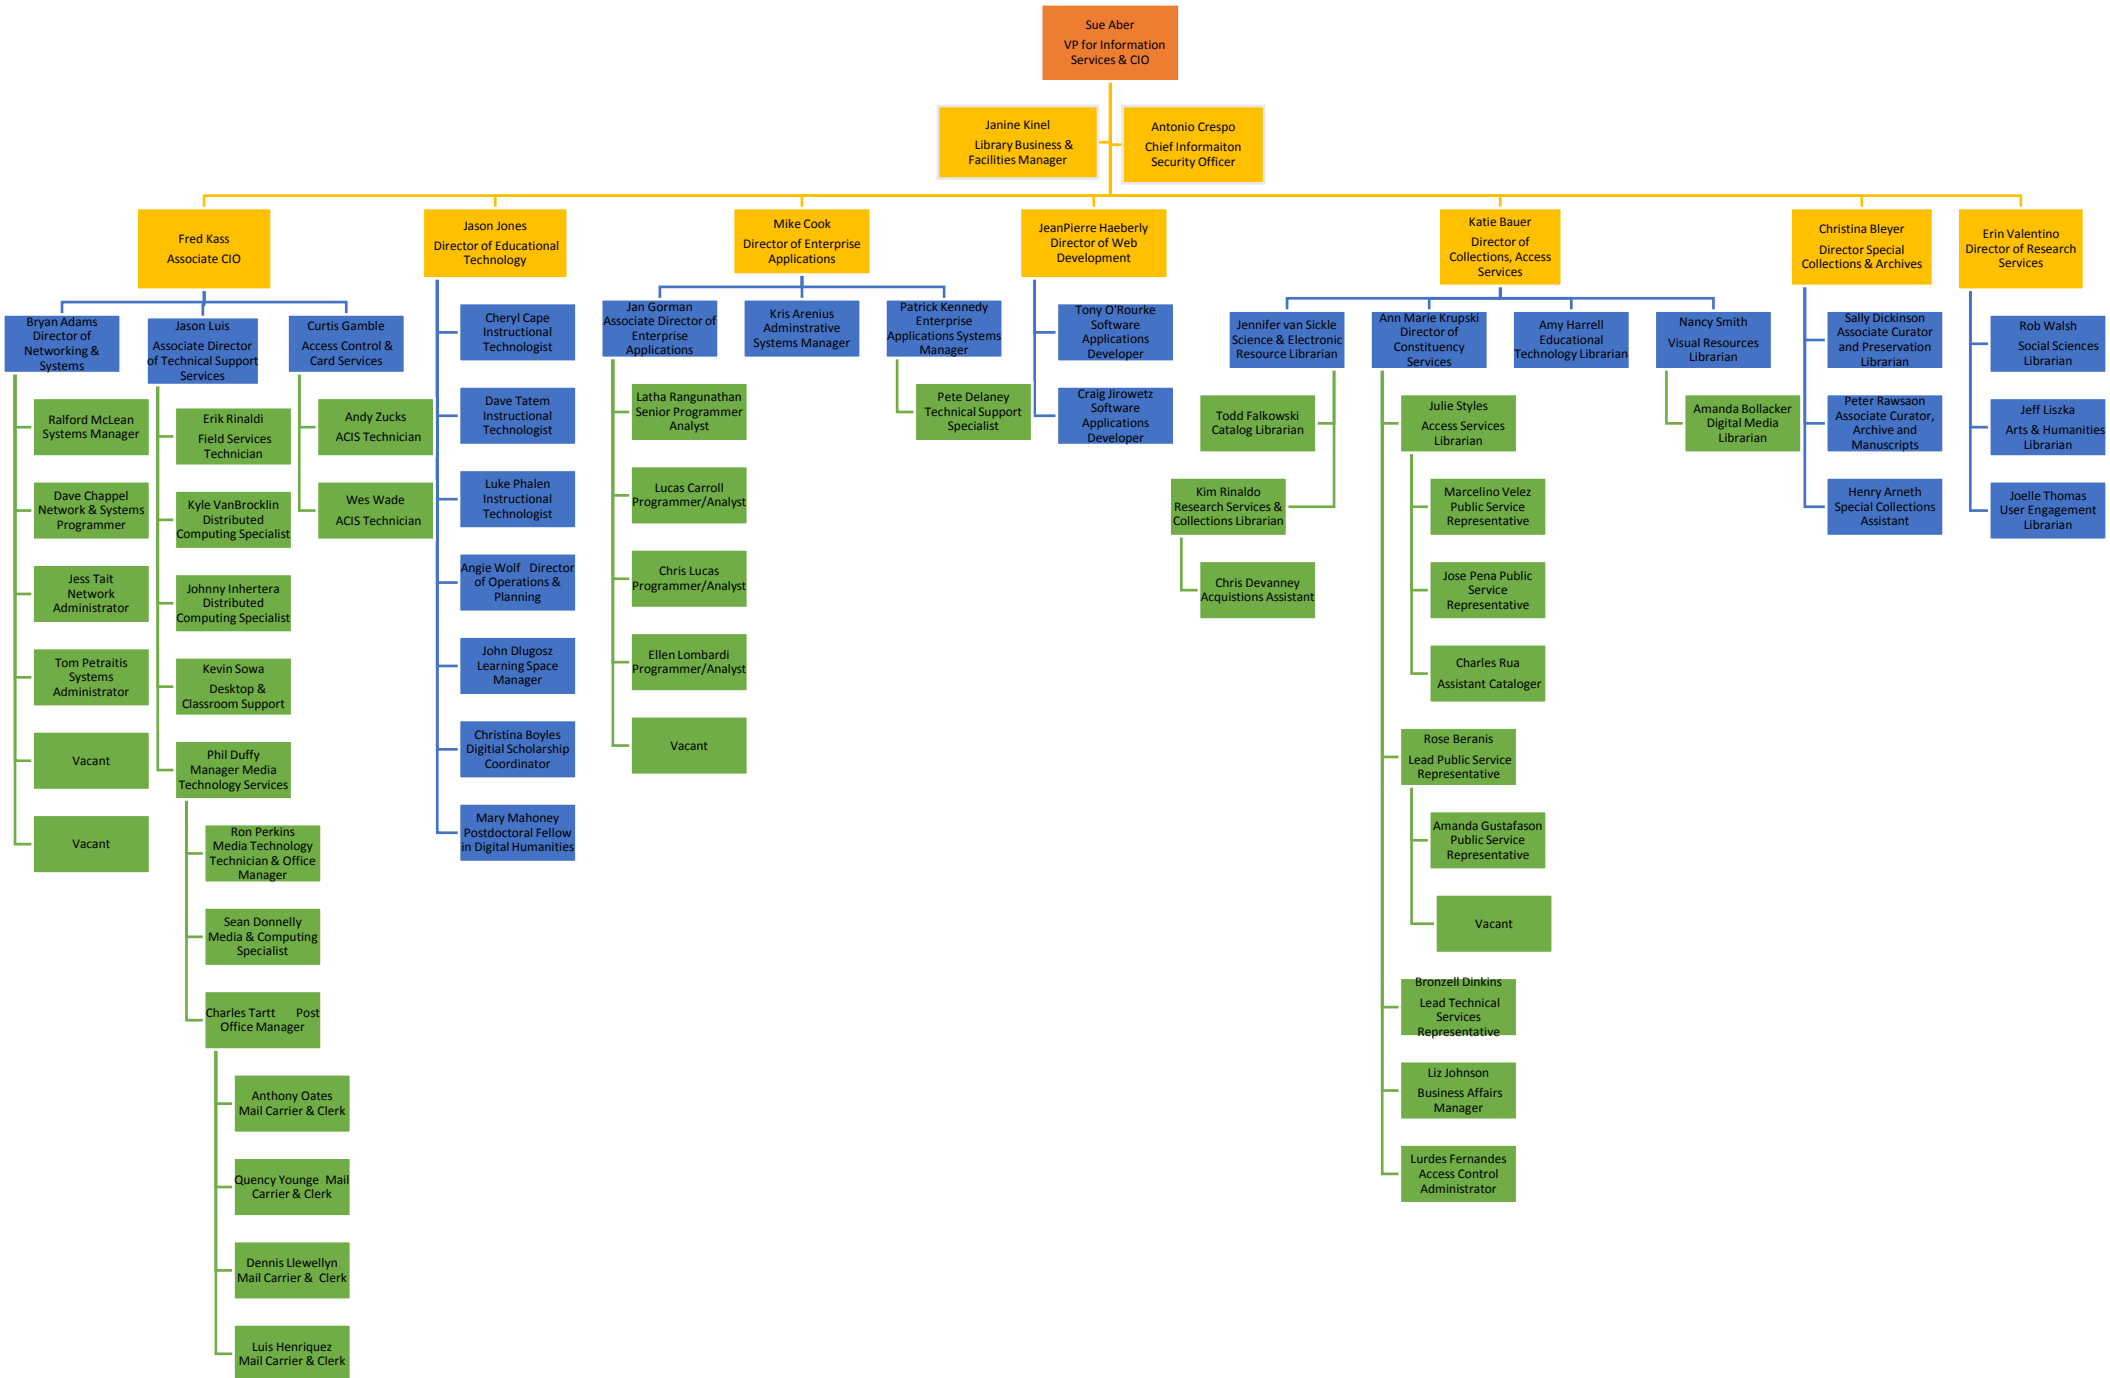 Sue Aber
VP for Information
Services & CIO
Janine Kinel
Library Business &
Facilities Manager
Antonio Crespo
Chief Informaiton
Security Officer
Fred Kass
Associate CIO
Jason Jones
Director of Educational
Technology
Mike Cook
Director of Enterprise
Applications
JeanPierre Haeberly
Director of Web
Development
Katie Bauer
Director of
Collections, Access
Services
Christina Bleyer
Director Special
Collections & Archives
Erin Valentino
Director of Research
Services
Bryan Adams
Director of
Networking &
Systems
Ralford McLean
Systems Manager
Dave Chappel
Network & Systems
Programmer
Jess Tait
Network
Administrator
Tom Petraitis
Systems
Administrator
Vacant
Vacant
Jason Luis
Associate Director
of Technical Support
Services
Erik Rinaldi
Field Services
Technician
Kyle VanBrocklin
Distributed
Computing Specialist
Johnny Inhertera
Distributed
Computing Specialist
Kevin Sowa
Desktop &
Classroom Support
Phil Duffy
Manager Media
Technology Services
Ron Perkins
Media Technology
Technician & Office
Manager
Sean Donnelly
Media & Computing
Specialist
Charles Tartt Post
Office Manager
Anthony Oates
Mail Carrier & Clerk
Quency Younge Mail
Carrier & Clerk
Dennis Llewellyn
Mail Carrier & Clerk
Luis Henriquez
Mail Carrier & Clerk
Curtis Gamble
Access Control &
Card Services
Andy Zucks
ACIS Technician
Wes Wade
ACIS Technician
Cheryl Cape
Instructional
Technologist
Dave Tatem
Instructional
Technologist
Luke Phalen
Instructional
Technologist
Angie Wolf Director
of Operations &
Planning
John Dlugosz
Learning Space
Manager
Christina Boyles
Digitial Scholarship
Coordinator
Mary Mahoney
Postdoctoral Fellow
in Digital Humanities
Jan Gorman
Associate Director of
Enterprise
Applications
Latha Rangunathan
Senior Programmer
Analyst
Lucas Carroll
Programmer/Analyst
Chris Lucas
Programmer/Analyst
Ellen Lombardi
Programmer/Analyst
Vacant
Kris Arenius
Adminstrative
Systems Manager
Patrick Kennedy
Enterprise
Applications Systems
Manager
Pete Delaney
Technical Support
Specialist
Tony O'Rourke
Software
Applications
Developer
Craig Jirowetz
Software
Applications
Developer
Jennifer van Sickle
Science & Electronic
Resource Librarian
Todd Falkowski
Catalog Librarian
Kim Rinaldo
Research Services &
Collections Librarian
Chris Devanney
Acquistions Assistant
Ann Marie Krupski
Director of
Constituency
Services
Julie Styles
Access Services
Librarian
Marcelino Velez
Public Service
Representative
Jose Pena Public
Service
Representative
Charles Rua
Assistant Cataloger
Rose Beranis
Lead Public Service
Representative
Amanda Gustafason
Public Service
Representative
Vacant
Bronzell Dinkins
Lead Technical
Services
Representative
Liz Johnson
Business Affairs
Manager
Lurdes Fernandes
Access Control
Administrator
Amy Harrell
Educational
Technology Librarian
Nancy Smith
Visual Resources
Librarian
Amanda Bollacker
Digital Media
Librarian
Sally Dickinson
Associate Curator
and Preservation
Librarian
Peter Rawsaon
Associate Curator,
Archive and
Manuscripts
Henry Arneth
Special Collections
Assistant
Rob Walsh
Social Sciences
Librarian
Jeff Liszka
Arts & Humanities
Librarian
Joelle Thomas
User Engagement
Librarian